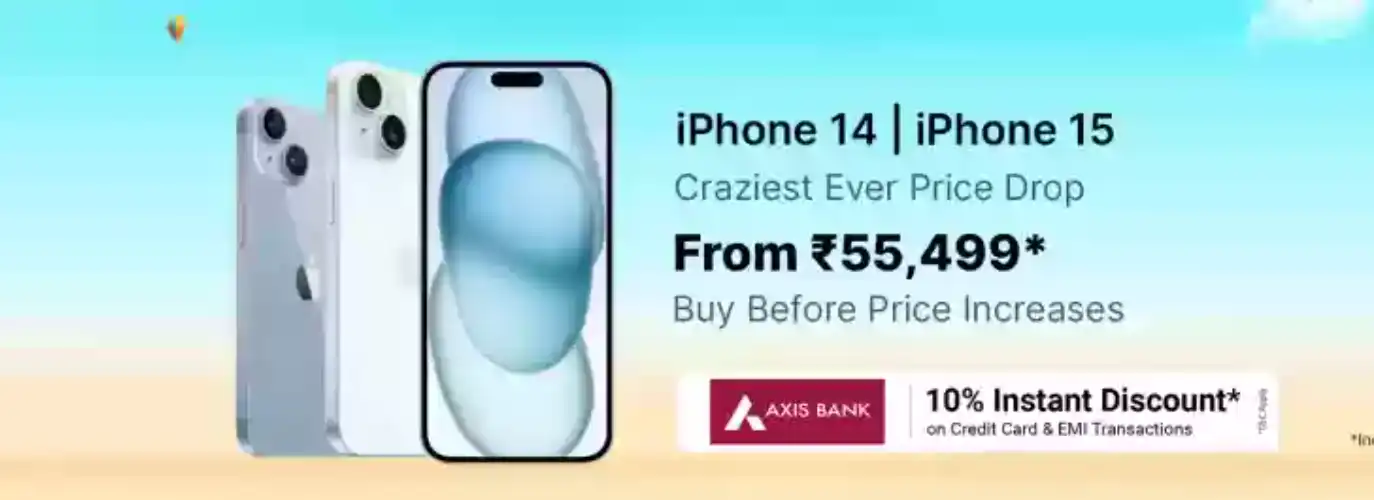 iPhone 14 | iPhone 15
Craziest Ever Price Drop
From ₹55,499*
Buy Before Price Increases
AXIS BANK
10% Instant Discount*
on Credit Card & EMI Transactions